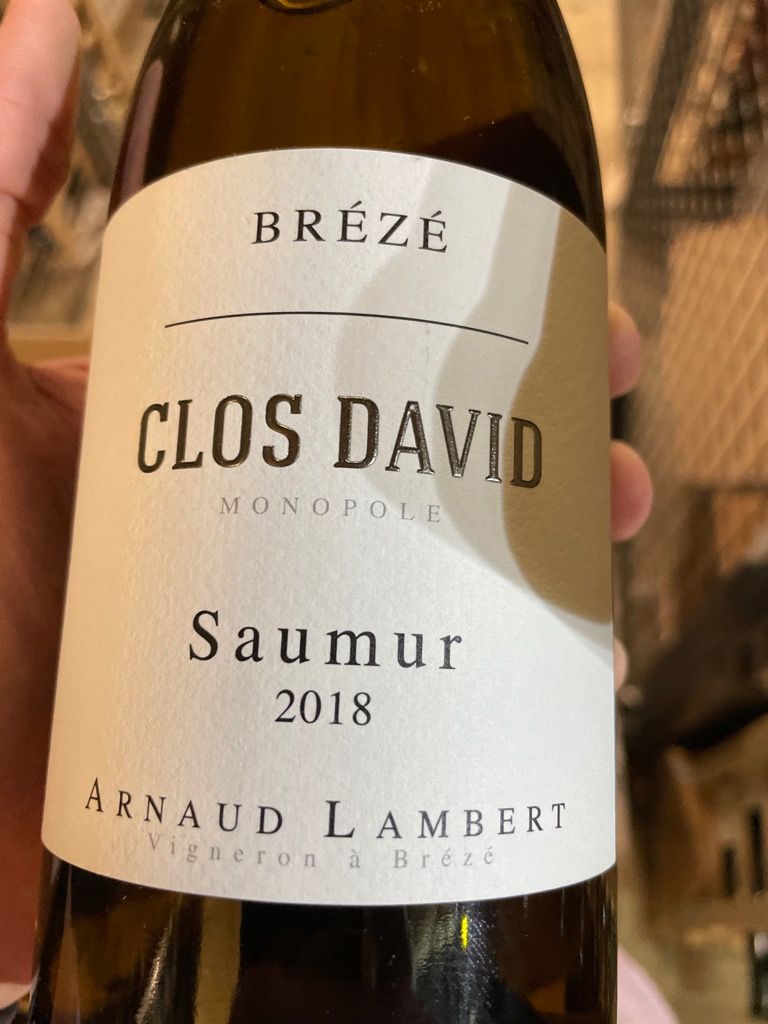 BRÉZÉ
CLOS DAVID
MONOPOLE
Saumur
2018
ARNAUD LAMBERT
Vigneron à Brézé